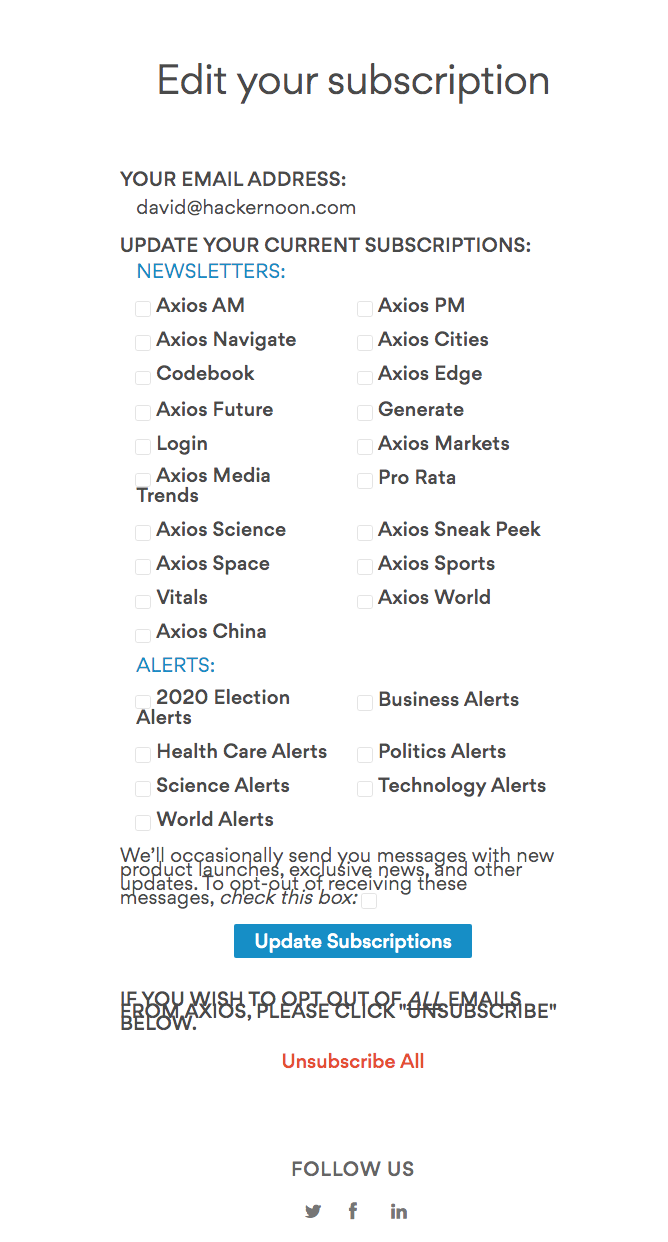 Edit your subscription
YOUR EMAIL ADDRESS:
david@hackernoon.com
UPDATE YOUR CURRENT SUBSCRIPTIONS:
NEWSLETTERS:
Axios AM
Axios PM
Axios Navigate
Axios Cities
Codebook
Axios Edge
Axios Future
Generate
Login
Axios Markets
Axios Media
Trends
Pro Rata
Axios Science
Axios Sneak Peek
Axios Space
Axios Sports
Vitals
Axios World
Axios China
ALERTS:
2020 Election
Alerts
Business Alerts
Health Care Alerts
Politics Alerts
Science Alerts
Technology Alerts
World Alerts
We'll occasionally send you messages with new
product launches, exclusive news, and other
updates. To opt-out of receiving these
messages, check this box:
Update Subscriptions
IF YOU WISH TO OPT OUT OF ALL EMAILS
FROM AXIOS, PLEASE CLICK "UNSUBSCRIBE"
BELOW.
Unsubscribe All
FOLLOW US